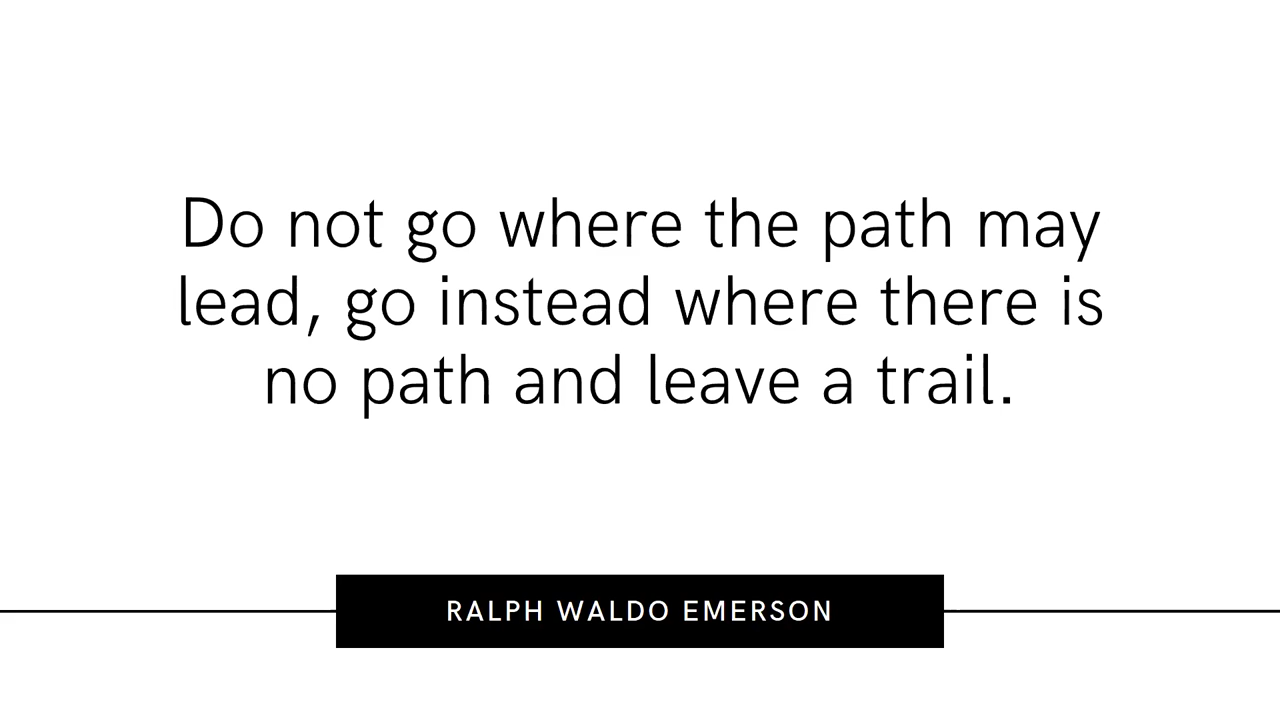 Do not go where the path may
lead, go instead where there is
no path and leave a trail.
RALPH WALDO EMERSON